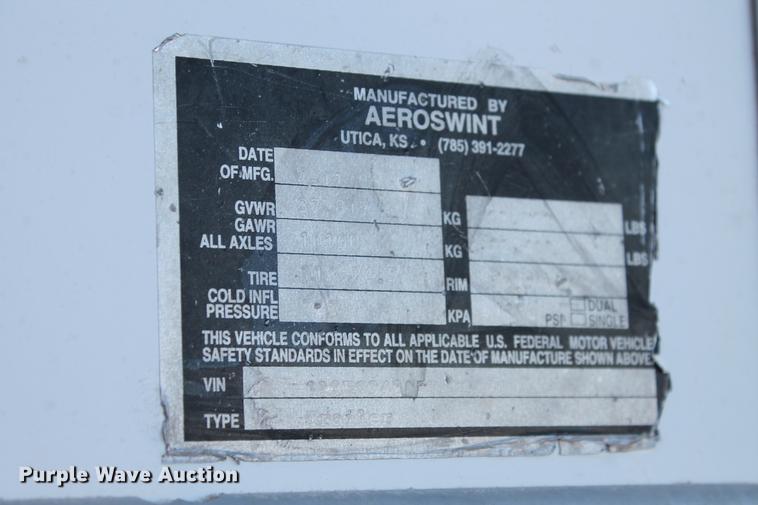 MANUFACTURED BY
AEROSWINT
UTICA, KS. • (785) 391-2277
DATE
OF MFG.
GVWR KG LBS
GAWR
ALL AXLES KG LBS
TIRE RIM
COLD INFL
PRESSURE KPA PSI DUAL
SINGLE
THIS VEHICLE CONFORMS TO ALL APPLICABLE U.S. FEDERAL MOTOR VEHICLE
SAFETY STANDARDS IN EFFECT ON THE DATE OF MANUFACTURE SHOWN ABOVE
VIN
TYPE Trailer
Purple Wave Auction